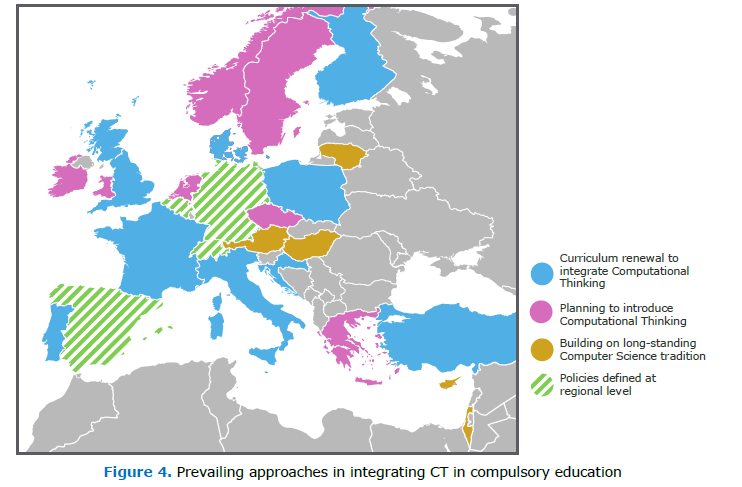 Curriculum renewal to
integrate Computational
Thinking
Planning to introduce
Computational Thinking
Building on long-standing
Computer Science tradition
Policies defined at
regional level
Figure 4. Prevailing approaches in integrating CT in compulsory education